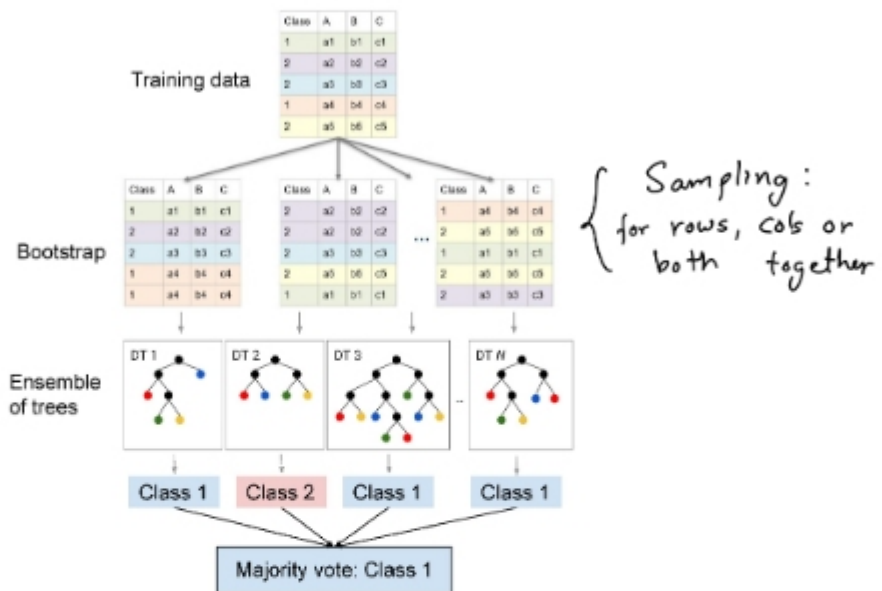 Class A B C
1 a1 b1 c1
2 a2 b2 c2
Training data
2 a3 b3 c3
1 a4 b4 c4
2 a5 b5 c5
Class A B C
1 a1 b1 c1
2 a2 b2 c2
2 a3 b3 c3
1 a4 b4 c4
1 a4 b4 c4
Class A B C
2 a2 b2 c2
2 a2 b2 c2
2 a3 b3 c3
2 a5 b5 c5
1 a1 b1 c1
...
Class A B C
1 a4 b4 c4
2 a5 b5 c5
1 a1 b1 c1
2 a5 b5 c5
2 a3 b3 c3
Bootstrap
Sampling:
for rows, cols or
both together
DT 1 DT 2 DT 3 DT N
Ensemble
of trees
...
Class 1 Class 2 Class 1 Class 1
Majority vote: Class 1